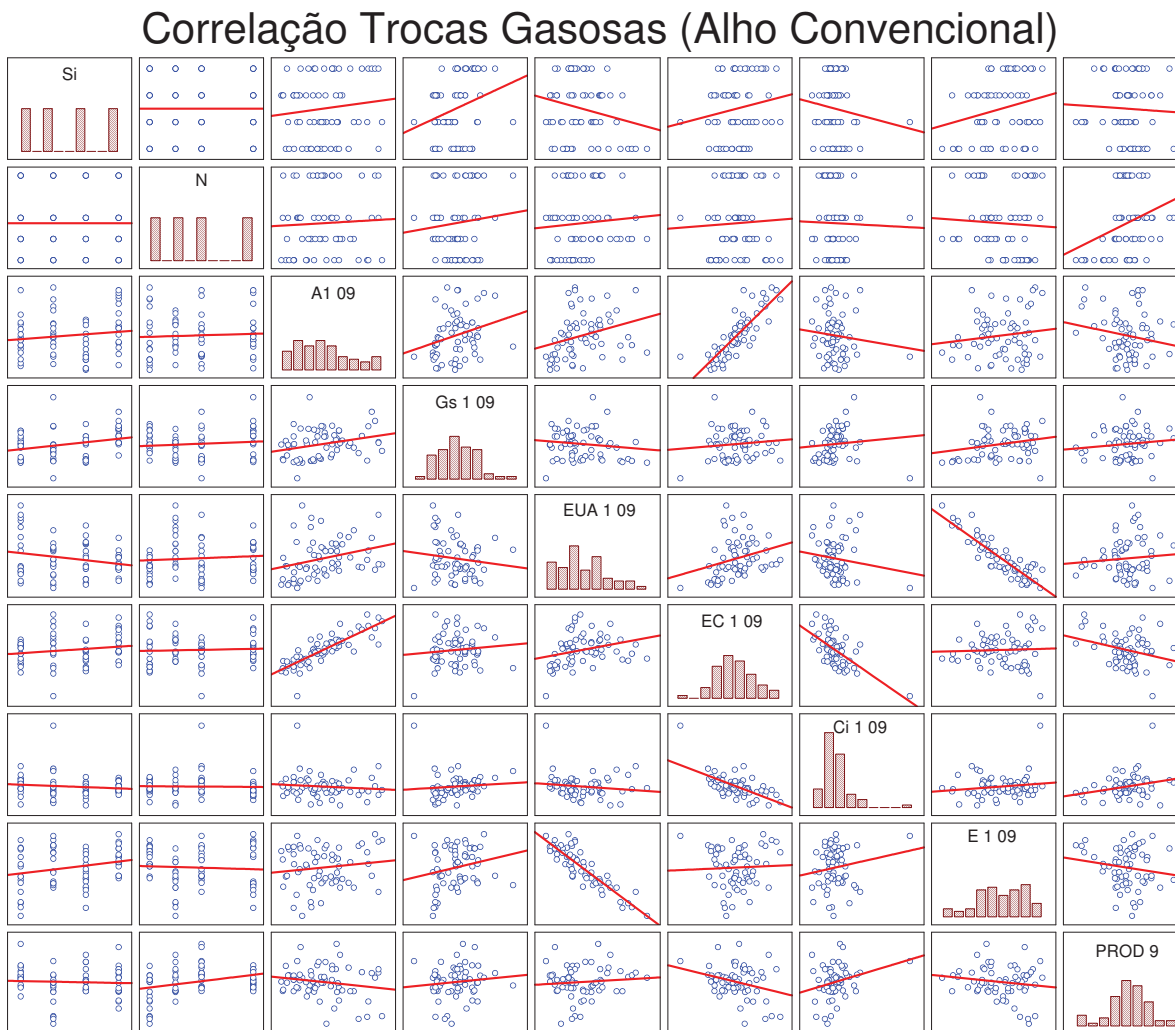 Correlação Trocas Gasosas (Alho Convencional)
Si
N
A1 09
Gs 1 09
EUA 1 09
EC 1 09
Ci 1 09
E 1 09
PROD 9